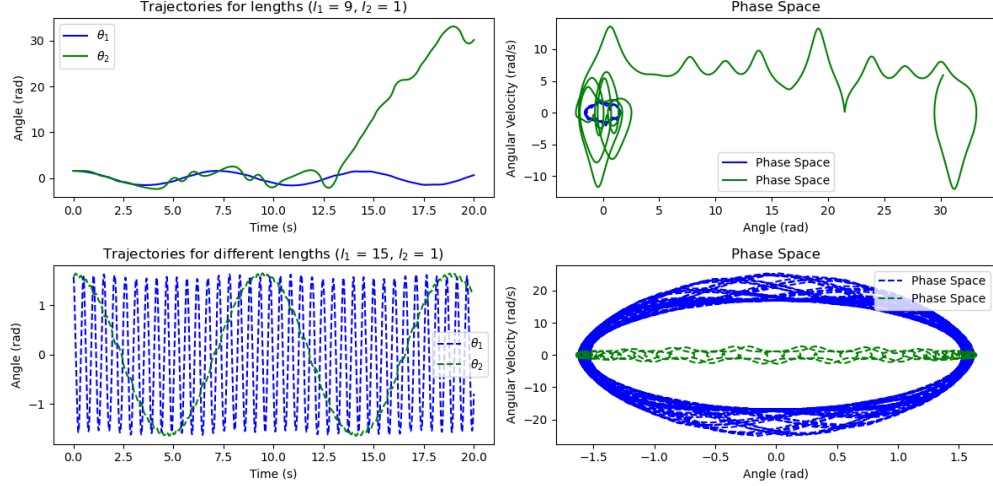 Trajectories for lengths (l₁ = 9, l₂ = 1)
θ₁
θ₂
Angle (rad)
30
20
10
0
0.0 2.5 5.0 7.5 10.0 12.5 15.0 17.5 20.0
Time (s)
Phase Space
Phase Space
Phase Space
Angular Velocity (rad/s)
10
5
0
−5
−10
0 5 10 15 20 25 30
Angle (rad)
Trajectories for different lengths (l₁ = 15, l₂ = 1)
θ₁
θ₂
Angle (rad)
1
0
−1
0.0 2.5 5.0 7.5 10.0 12.5 15.0 17.5 20.0
Time (s)
Phase Space
Phase Space
Phase Space
Angular Velocity (rad/s)
20
10
0
−10
−20
−1.5 −1.0 −0.5 0.0 0.5 1.0 1.5
Angle (rad)